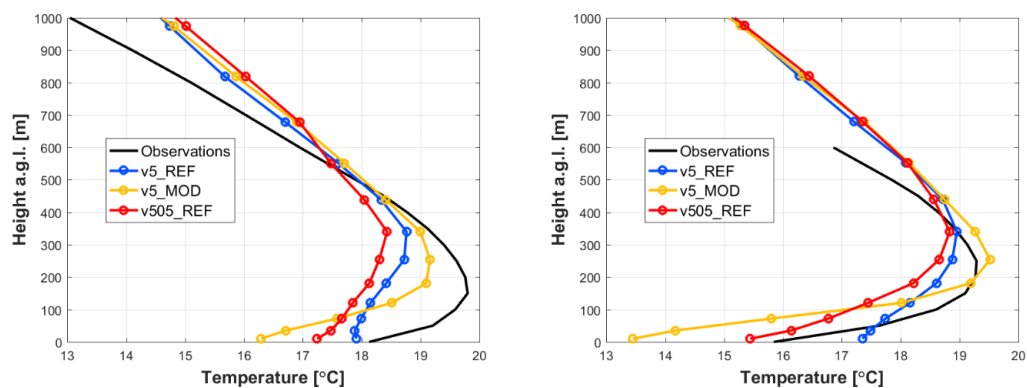 1000
900
800
700
600
500
400
300
200
100
0
Height a.g.l. [m]
Observations
v5_REF
v5_MOD
v505_REF
13 14 15 16 17 18 19 20
Temperature [°C]
1000
900
800
700
600
500
400
300
200
100
0
Height a.g.l. [m]
Observations
v5_REF
v5_MOD
v505_REF
13 14 15 16 17 18 19 20
Temperature [°C]